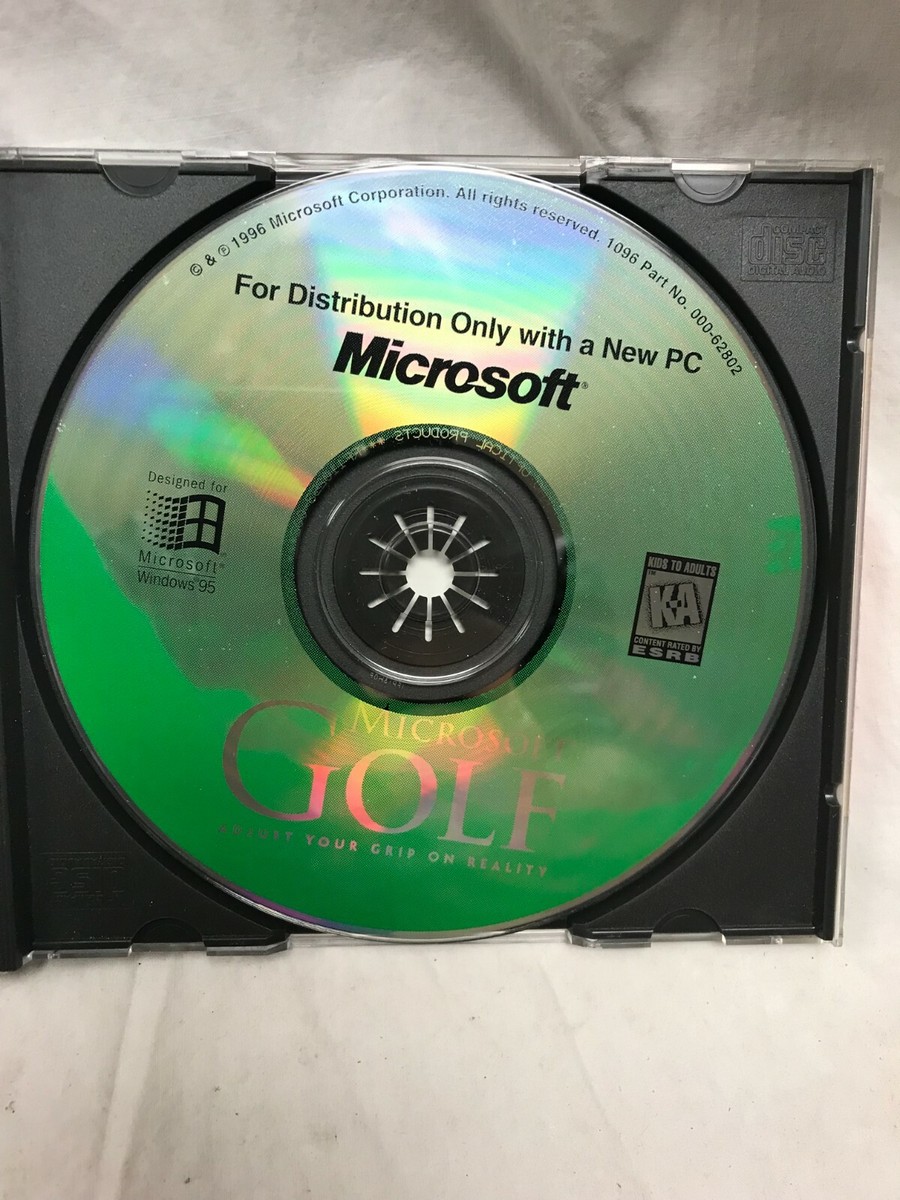 © & ℗ 1996 Microsoft Corporation. All rights reserved. 1096 Part No. 000-62802
For Distribution Only with a New PC
Microsoft®
OPTICAL PRODUCTS
Designed for
Microsoft®
Windows®95
KIDS TO ADULTS
K-A
CONTENT RATED BY
ESRB
MICROSOFT
GOLF
ADJUST YOUR GRIP ON REALITY
COMPACT
disc
DIGITAL AUDIO